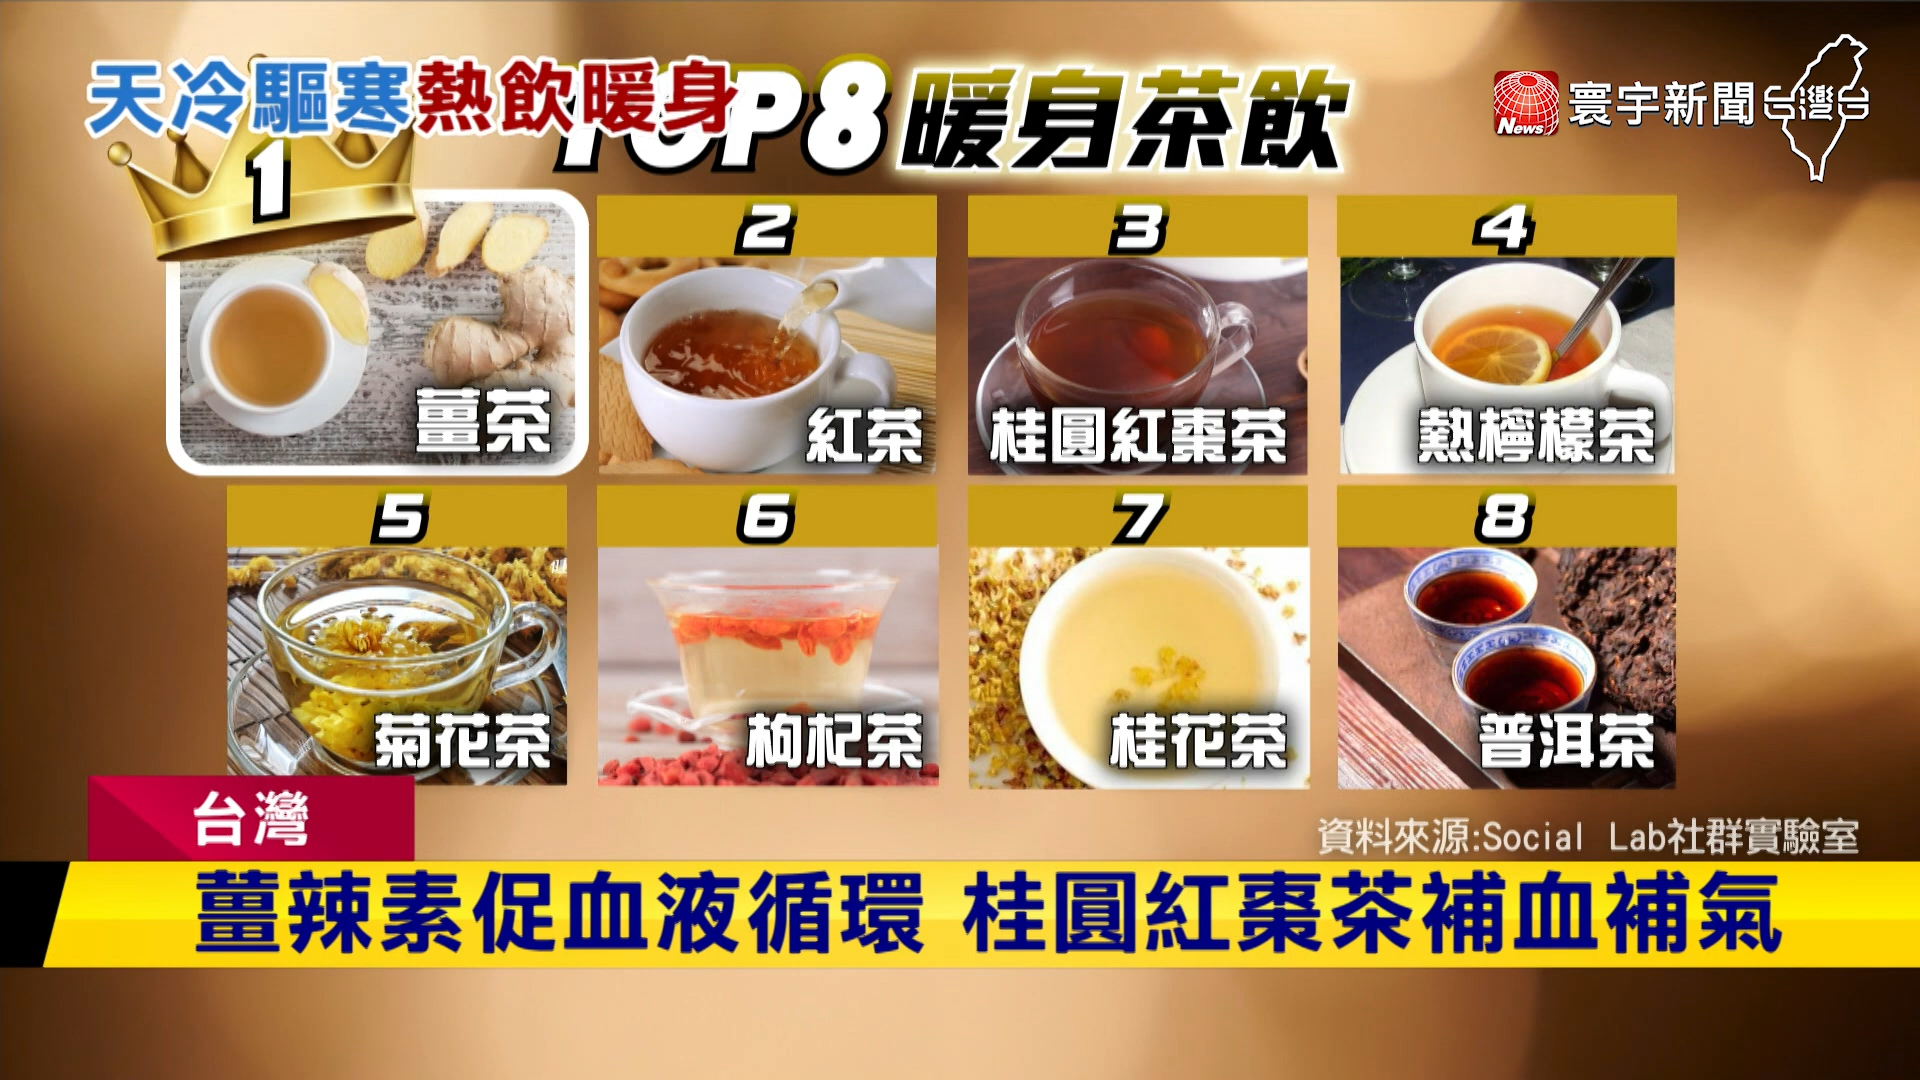 天冷驅寒熱飲暖身
TOP8暖身茶飲
News
寰宇新聞
台灣台
1
薑茶
2
紅茶
3
桂圓紅棗茶
4
熱檸檬茶
5
菊花茶
6
枸杞茶
7
桂花茶
8
普洱茶
台灣
資料來源:Social Lab社群實驗室
薑辣素促血液循環 桂圓紅棗茶補血補氣